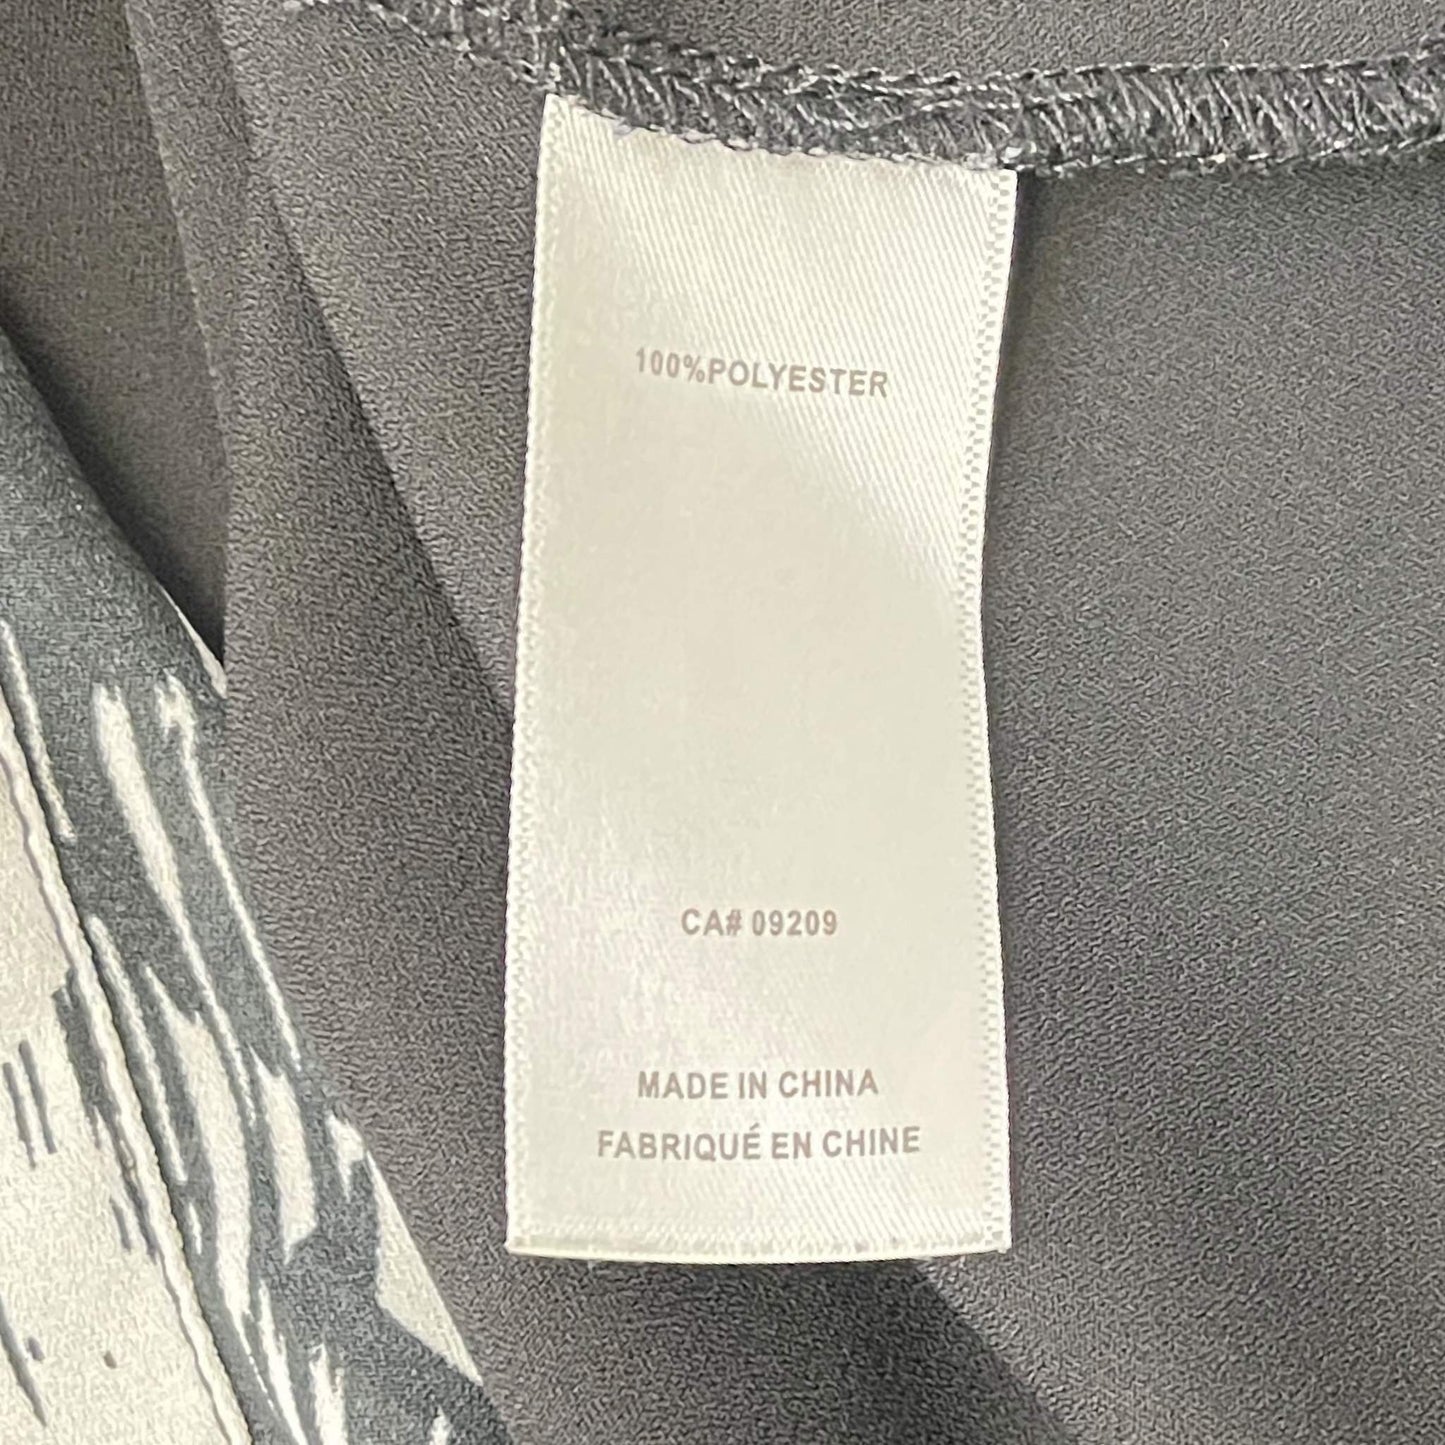 100%POLYESTER
CA# 09209
MADE IN CHINA
FABRIQUÉ EN CHINE